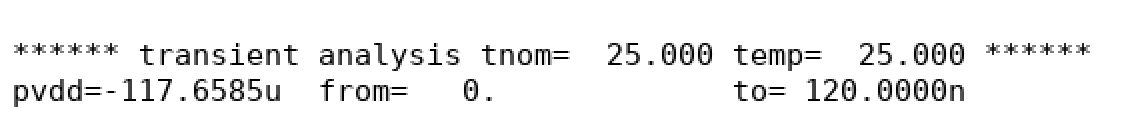 ****** transient analysis tnom=  25.000 temp=  25.000 ******
pvdd=-117.6585u  from=   0.             to= 120.0000n